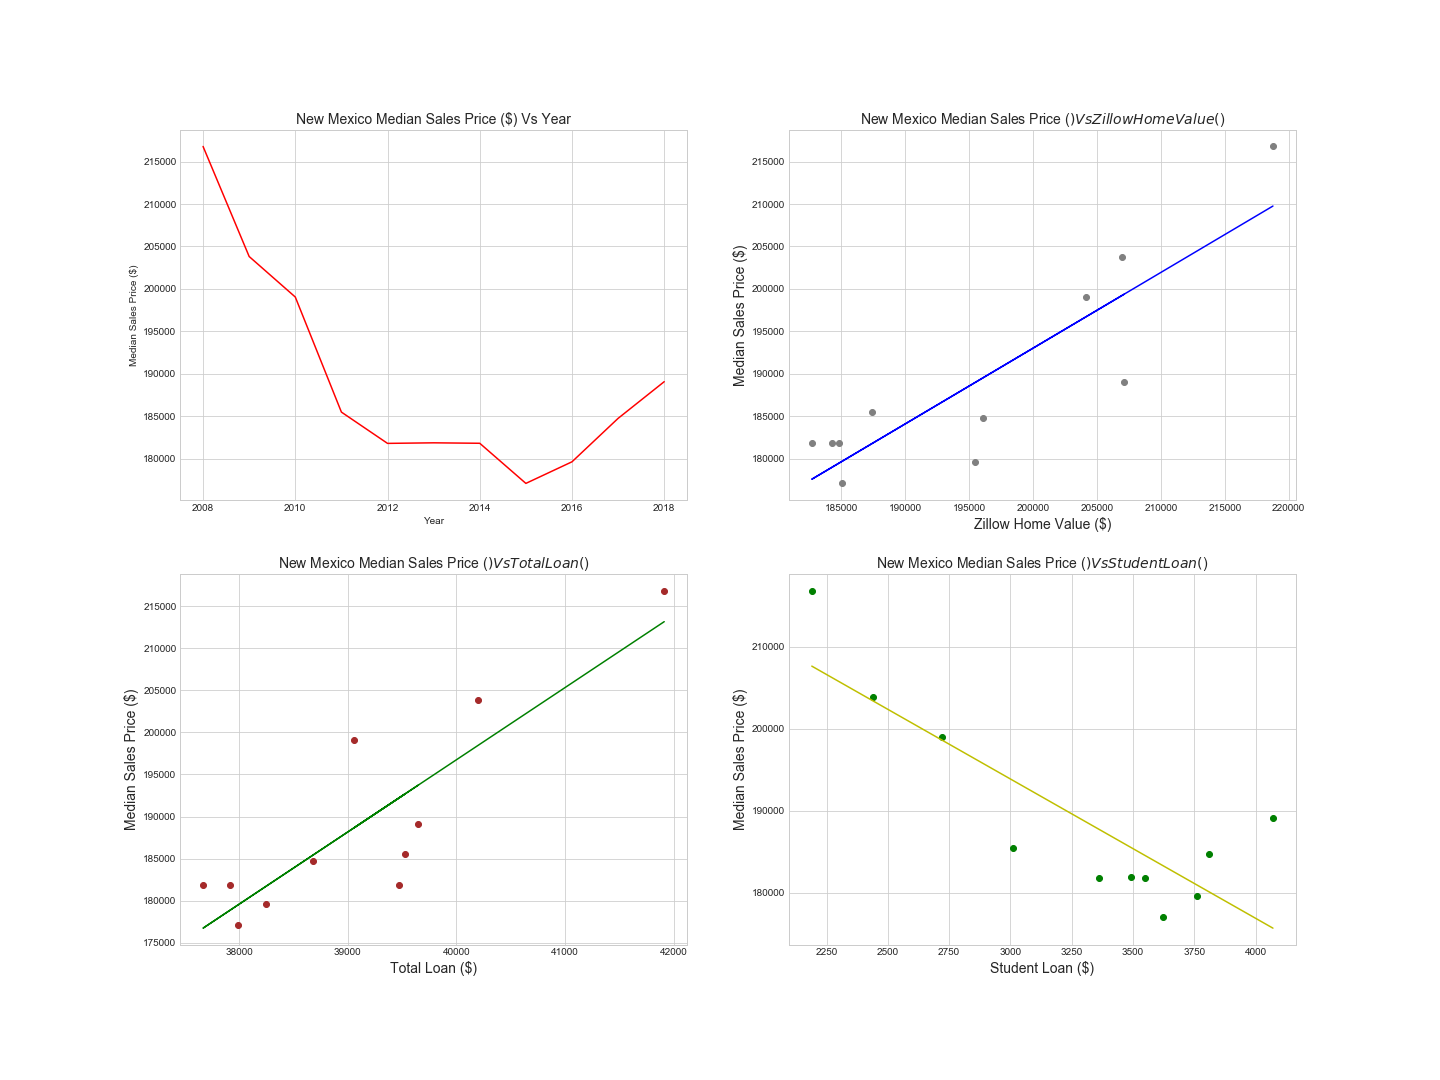 New Mexico Median Sales Price ($) Vs Year
215000
210000
205000
200000
195000
190000
185000
180000
Median Sales Price ($)
2008 2010 2012 2014 2016 2018
Year
New Mexico Median Sales Price ()VsZillowHomeValue()
215000
210000
205000
200000
195000
190000
185000
180000
Median Sales Price ($)
185000 190000 195000 200000 205000 210000 215000 220000
Zillow Home Value ($)
New Mexico Median Sales Price ()VsTotalLoan()
215000
210000
205000
200000
195000
190000
185000
180000
175000
Median Sales Price ($)
38000 39000 40000 41000 42000
Total Loan ($)
New Mexico Median Sales Price ()VsStudentLoan()
210000
200000
190000
180000
Median Sales Price ($)
2250 2500 2750 3000 3250 3500 3750 4000
Student Loan ($)